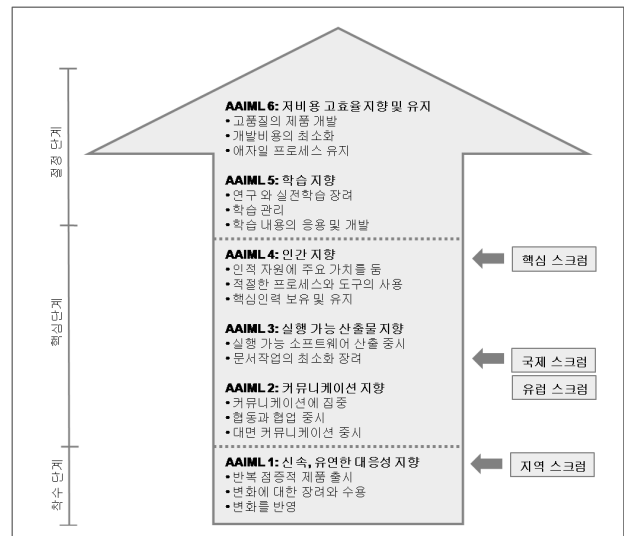 AAIML 6: 저비용 고효율 지향 및 유지
• 고품질의 제품 개발
• 개발비용의 최소화
• 애자일 프로세스 유지
절정 단계
AAIML 5: 학습 지향
• 연구 와 실전학습 장려
• 학습 관리
• 학습 내용의 응용 및 개발
AAIML 4: 인간 지향
• 인적 자원에 주요 가치를 둠
• 적절한 프로세스와 도구의 사용
• 핵심인력 보유 및 유지
핵심 스크럼
핵심단계
AAIML 3: 실행 가능 산출물 지향
• 실행 가능 소프트웨어 산출 중시
• 문서작업의 최소화 장려
국제 스크럼
유럽 스크럼
AAIML 2: 커뮤니케이션 지향
• 커뮤니케이션에 집중
• 협동과 협업 중시
• 대면 커뮤니케이션 중시
AAIML 1: 신속, 유연한 대응성 지향
• 반복 점증적 제품 출시
• 변화에 대한 장려와 수용
• 변화를 반영
지역 스크럼
착수 단계